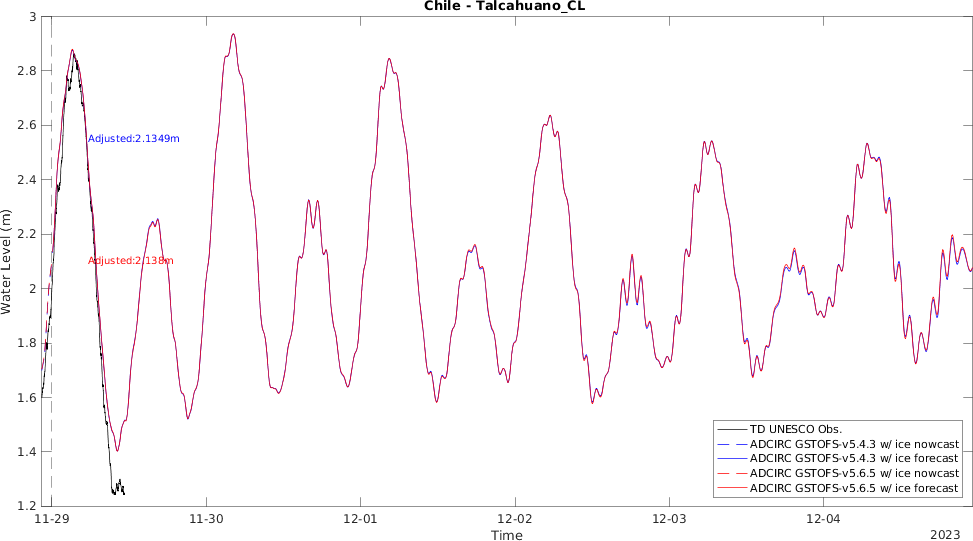 Chile - Talcahuano_CL
3
2.8
2.6
2.4
2.2
2
1.8
1.6
1.4
1.2
Water Level (m)
Adjusted:2.1349m
Adjusted:2.138m
TD UNESCO Obs.
ADCIRC GSTOFS-v5.4.3 w/ ice nowcast
ADCIRC GSTOFS-v5.4.3 w/ ice forecast
ADCIRC GSTOFS-v5.6.5 w/ ice nowcast
ADCIRC GSTOFS-v5.6.5 w/ ice forecast
11-29 11-30 12-01 12-02 12-03 12-04
Time
2023